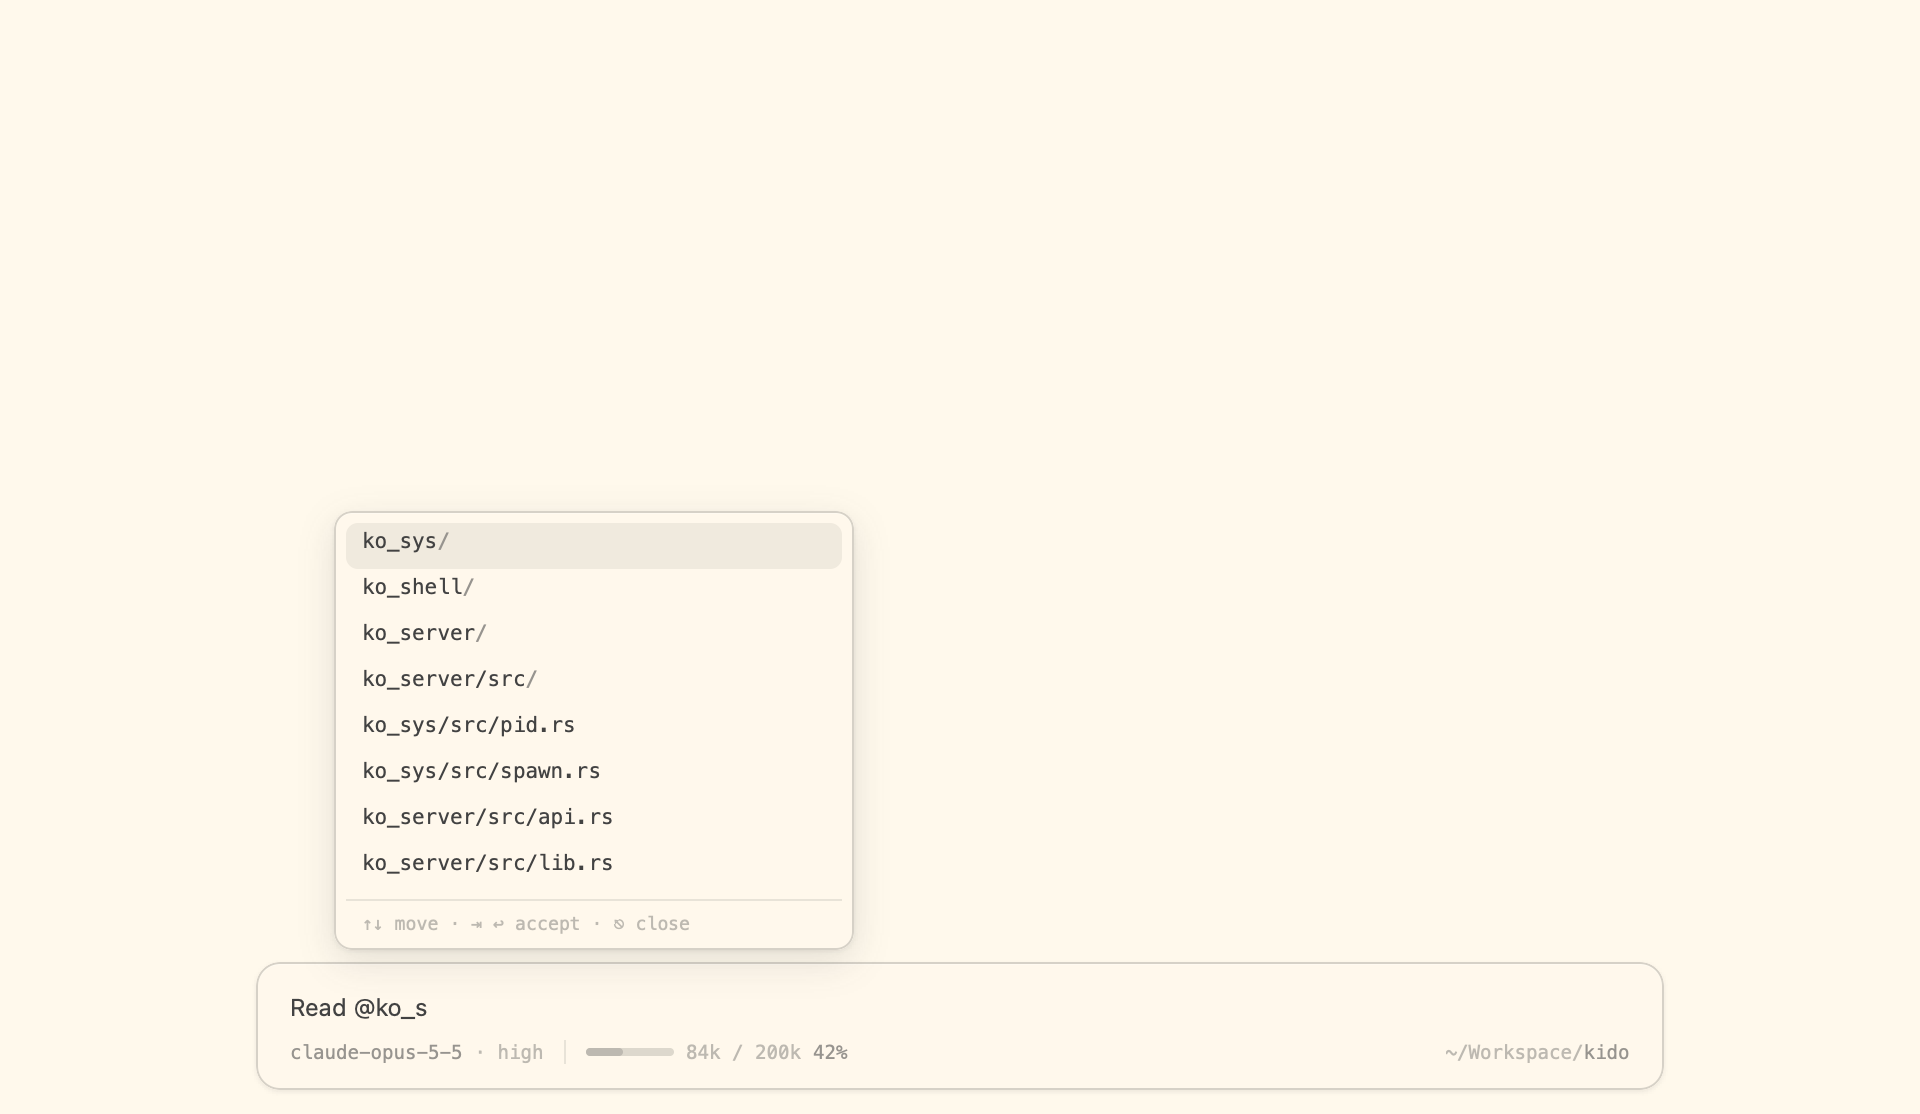 ko_sys/
ko_shell/
ko_server/
ko_server/src/
ko_sys/src/pid.rs
ko_sys/src/spawn.rs
ko_server/src/api.rs
ko_server/src/lib.rs
↑↓ move · ⇥ ↩ accept · ⎋ close
Read @ko_s
claude-opus-5-5 · high 84k / 200k 42% ~/Workspace/kido